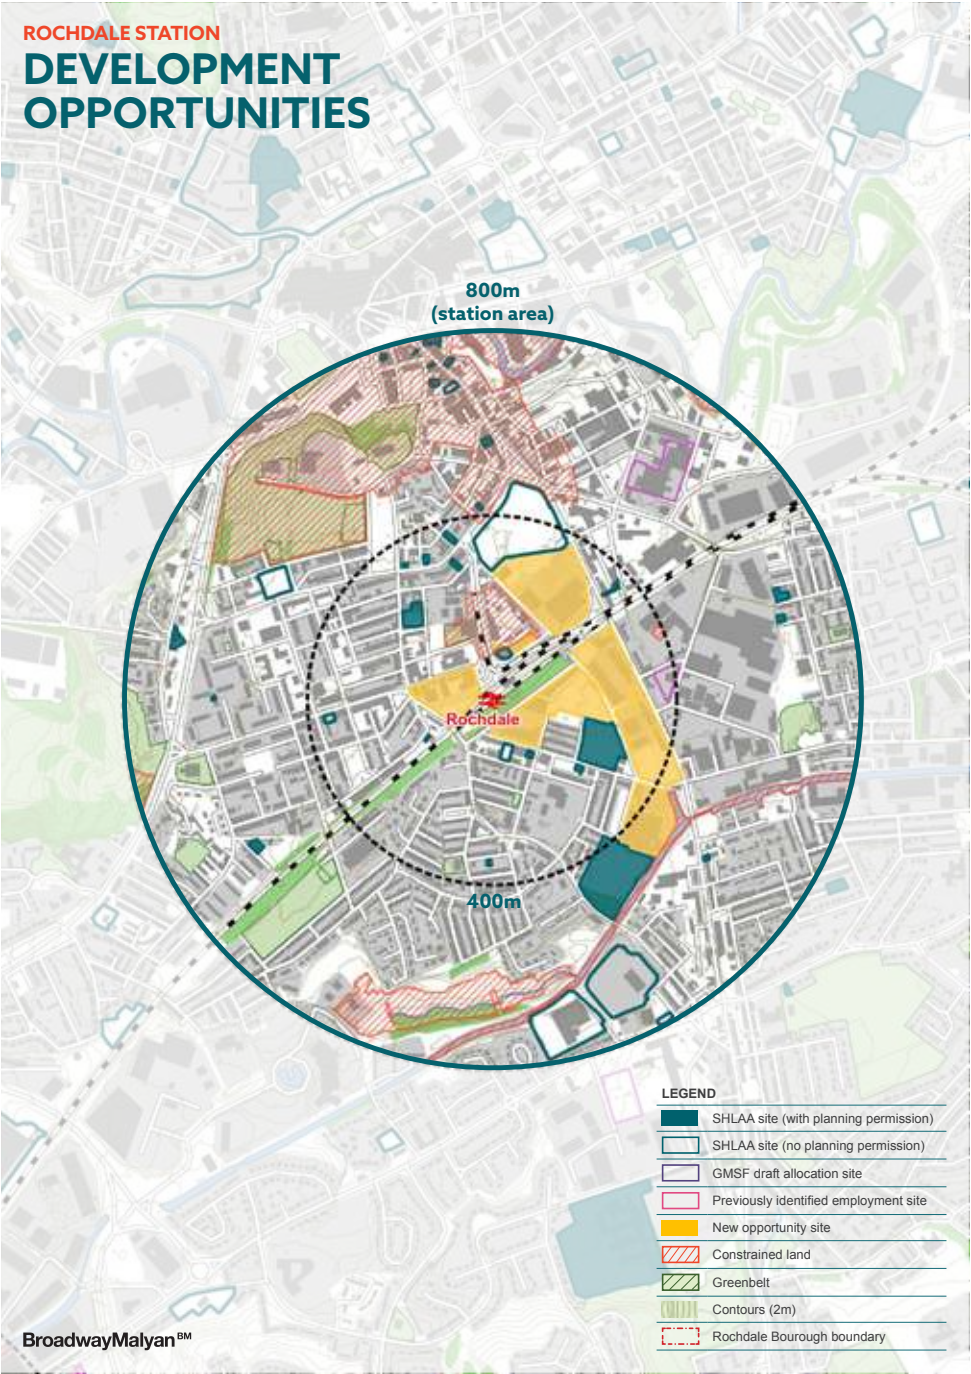 ROCHDALE STATION
DEVELOPMENT
OPPORTUNITIES
800m
(station area)
Rochdale
400m
LEGEND
SHLAA site (with planning permission)
SHLAA site (no planning permission)
GMSF draft allocation site
Previously identified employment site
New opportunity site
Constrained land
Greenbelt
Contours (2m)
Rochdale Bourough boundary
BroadwayMalyan BM